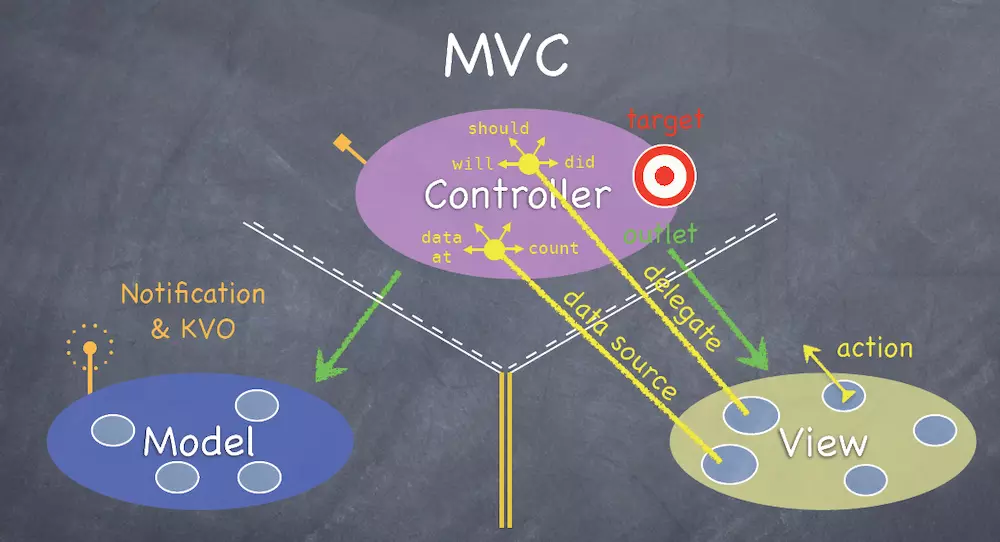 MVC
target
should
will
did
Controller
outlet
data
at
count
delegate
Notification
& KVO
data source
action
Model
View